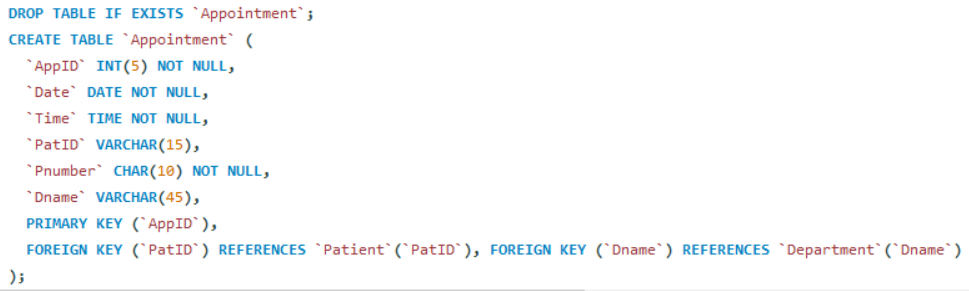 DROP TABLE IF EXISTS `Appointment`;
CREATE TABLE `Appointment` (
`AppID` INT(5) NOT NULL,
`Date` DATE NOT NULL,
`Time` TIME NOT NULL,
`PatID` VARCHAR(15),
`Pnumber` CHAR(10) NOT NULL,
`Dname` VARCHAR(45),
PRIMARY KEY (`AppID`),
FOREIGN KEY (`PatID`) REFERENCES `Patient`(`PatID`), FOREIGN KEY (`Dname`) REFERENCES `Department`(`Dname`)
);